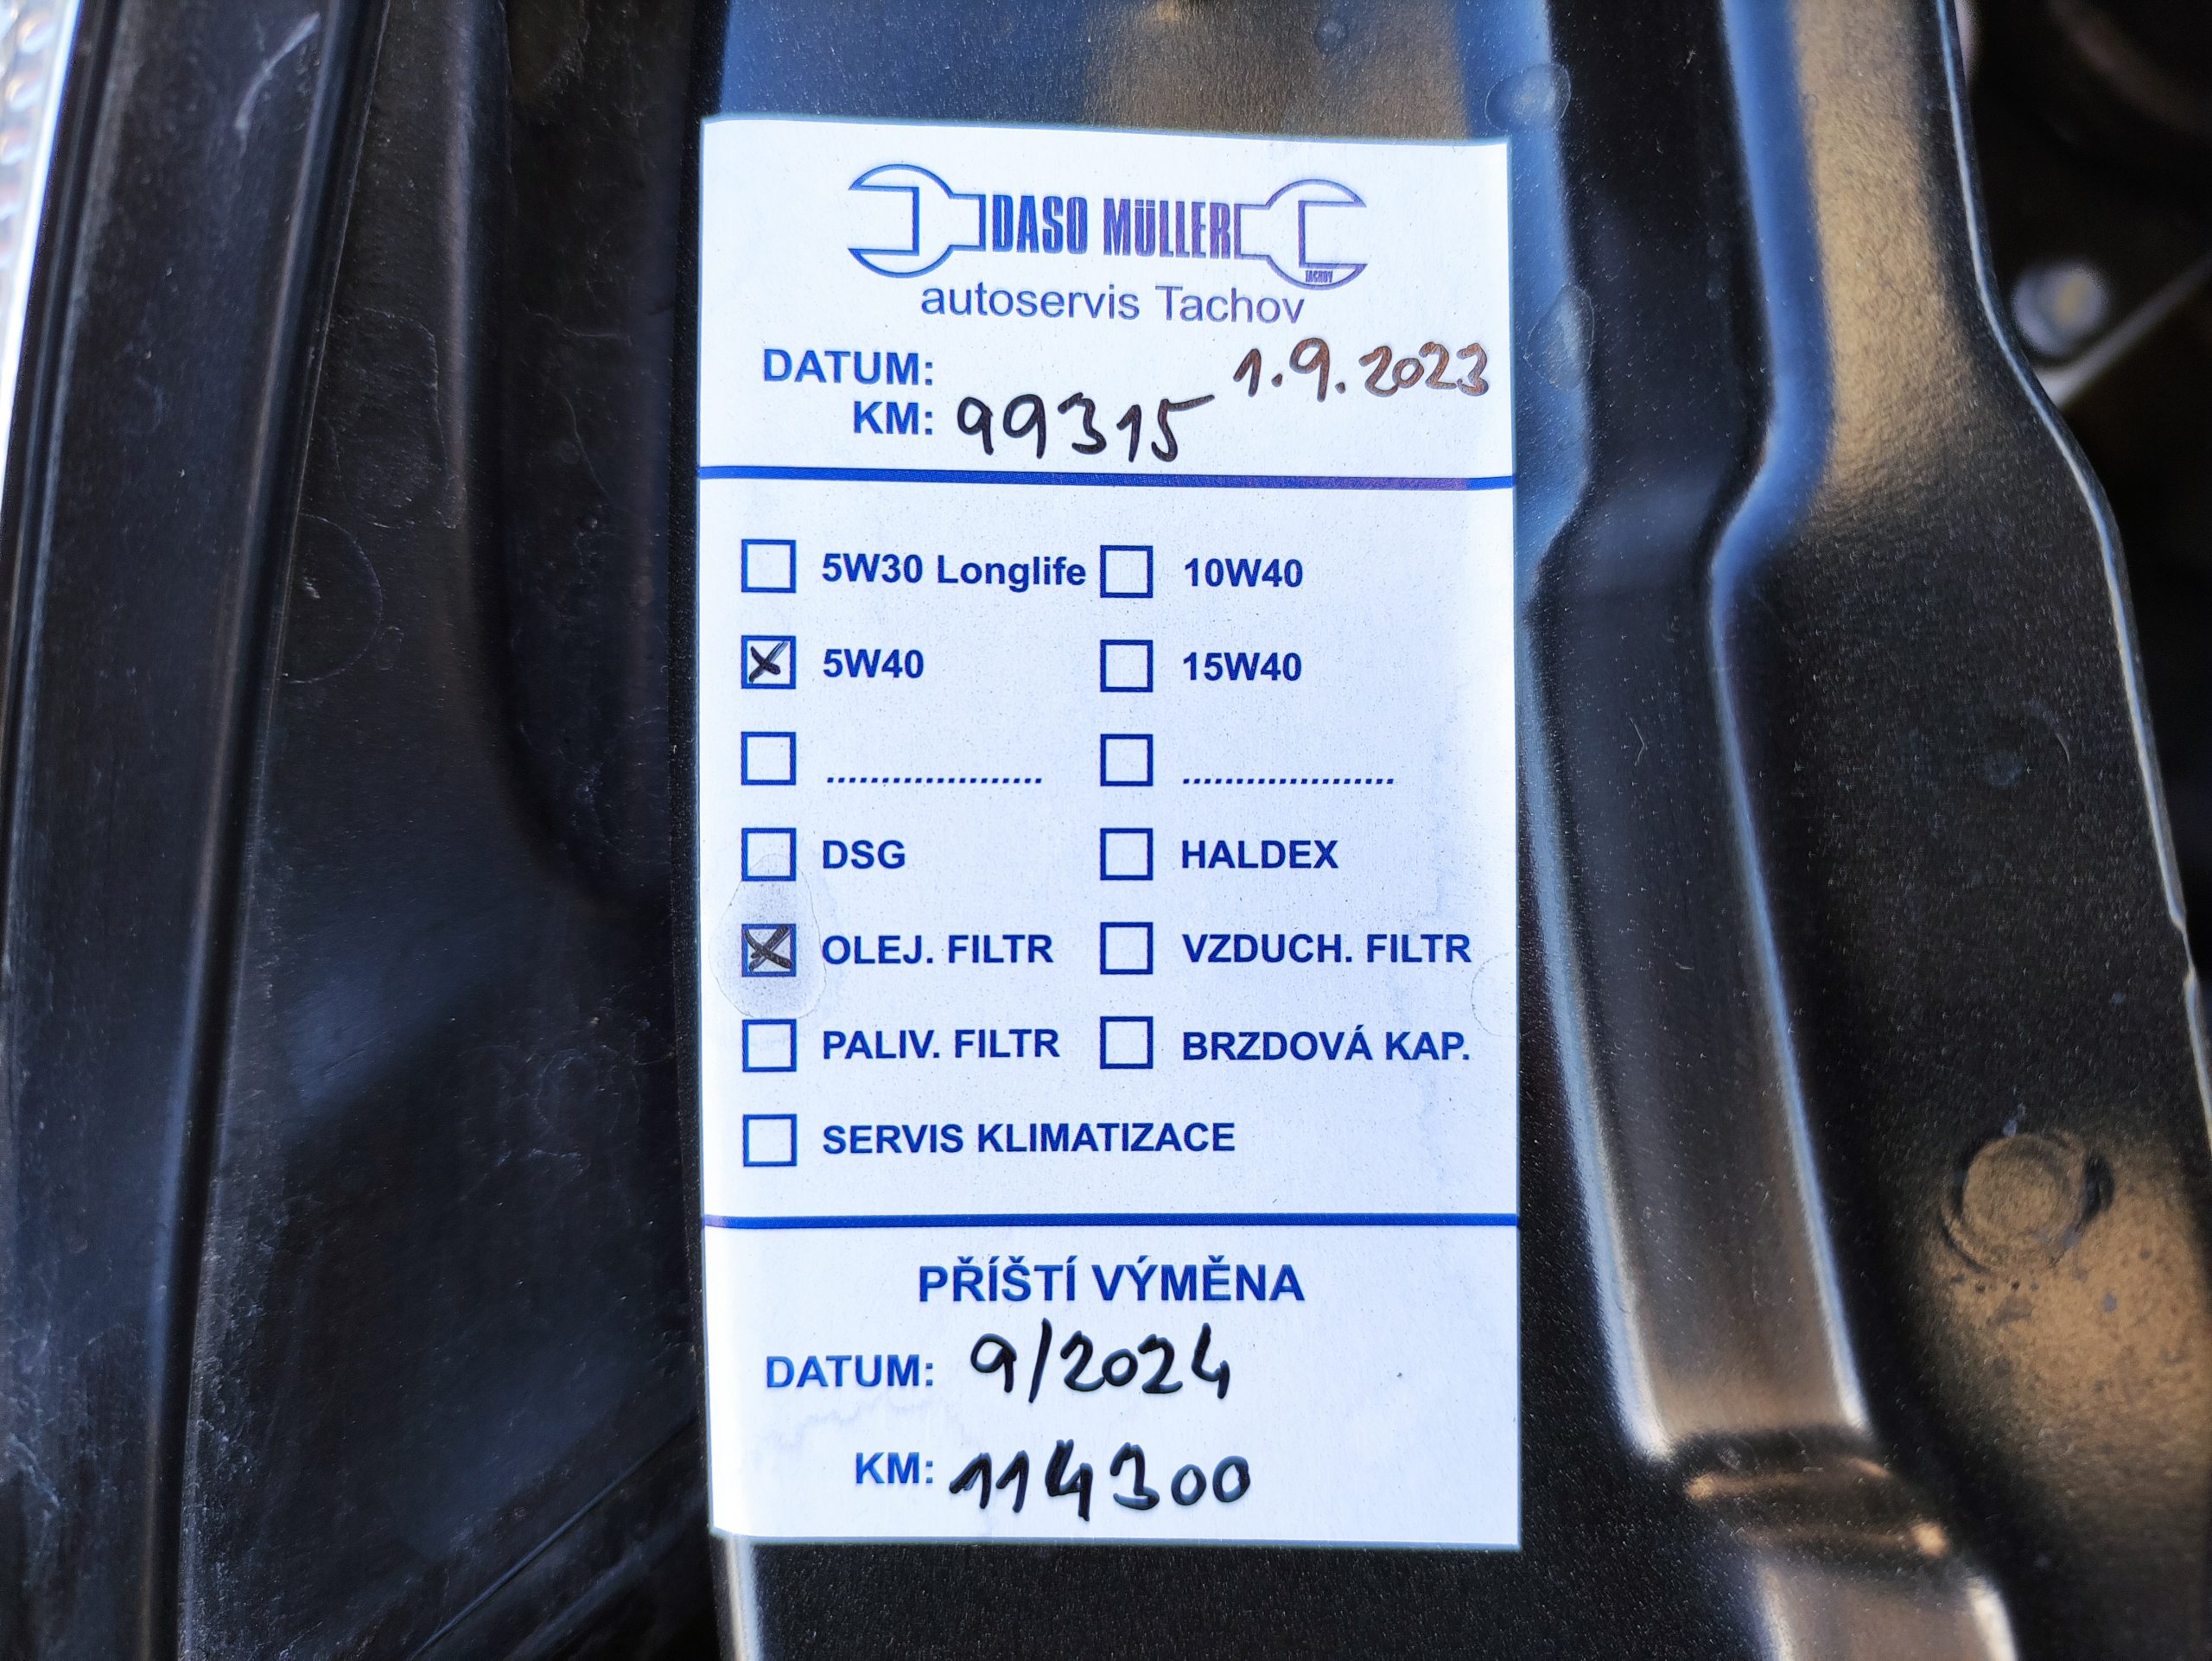 DASO MÜLLER
TACHOV
autoservis Tachov
DATUM: 1.9.2023
KM: 99315
5W30 Longlife 10W40
5W40 15W40
.................... ....................
DSG HALDEX
OLEJ. FILTR VZDUCH. FILTR
PALIV. FILTR BRZDOVÁ KAP.
SERVIS KLIMATIZACE
PŘÍŠTÍ VÝMĚNA
DATUM: 9/2024
KM: 114300